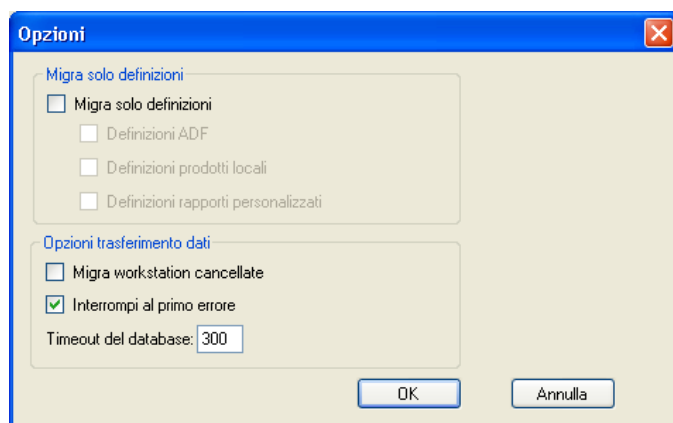 Opzioni
Migra solo definizioni
Migra solo definizioni
Definizioni ADF
Definizioni prodotti locali
Definizioni rapporti personalizzati
Opzioni trasferimento dati
Migra workstation cancellate
Interrompi al primo errore
Timeout del database: 300
OK Annulla